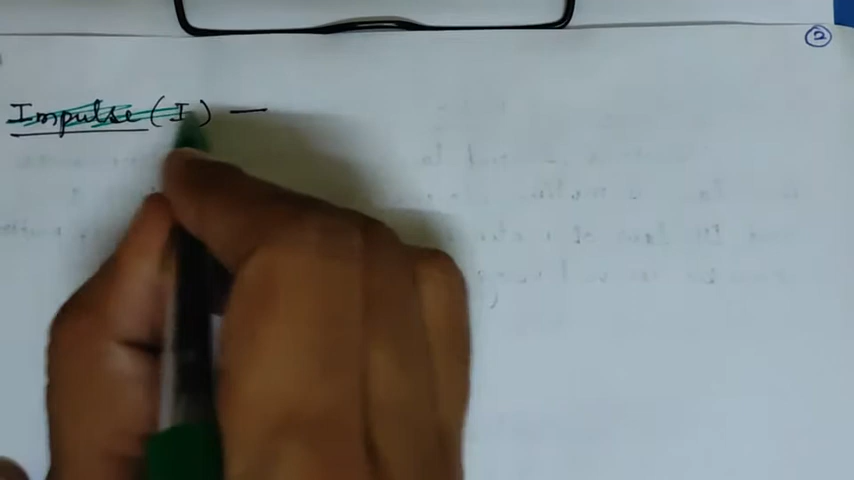 ②
Impulse (I) —